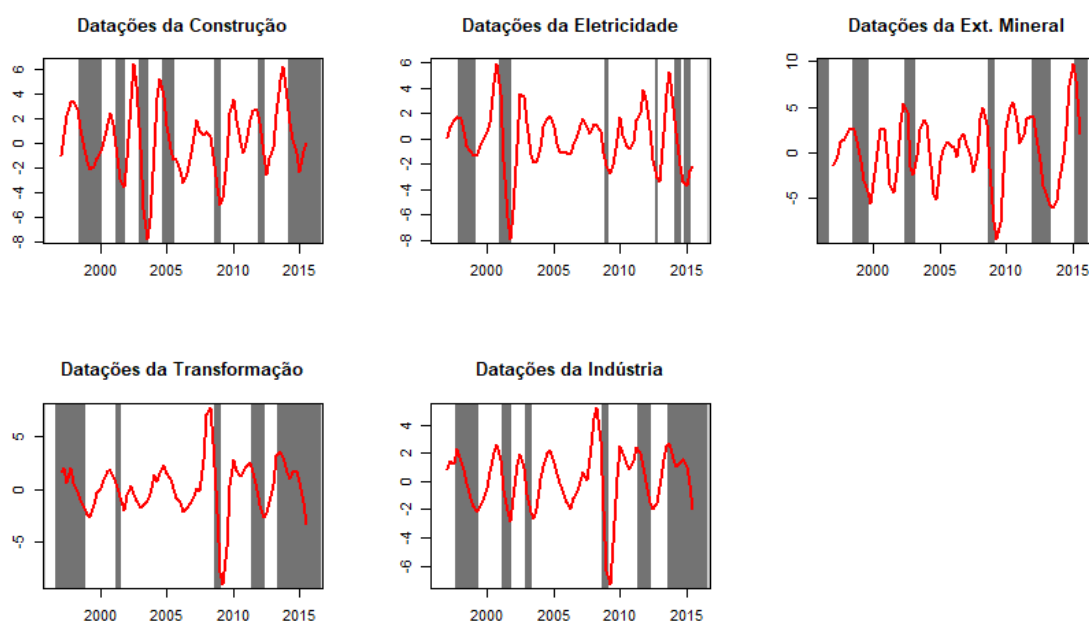 Datações da Construção
6
4
2
0
-2
-4
-6
-8
2000 2005 2010 2015
Datações da Eletricidade
6
4
2
0
-2
-4
-6
-8
2000 2005 2010 2015
Datações da Ext. Mineral
10
5
0
-5
2000 2005 2010 2015
Datações da Transformação
5
0
-5
2000 2005 2010 2015
Datações da Indústria
4
2
0
-2
-4
-6
2000 2005 2010 2015